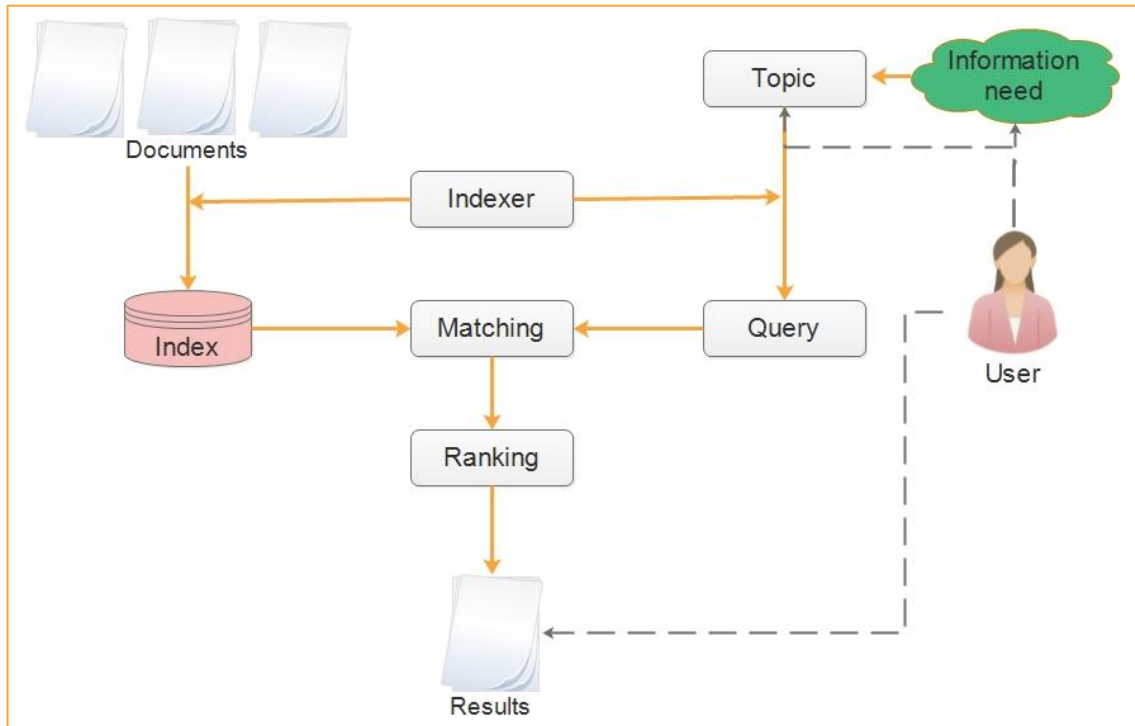 Topic
Information
need
Documents
Indexer
Index
Matching
Query
User
Ranking
Results